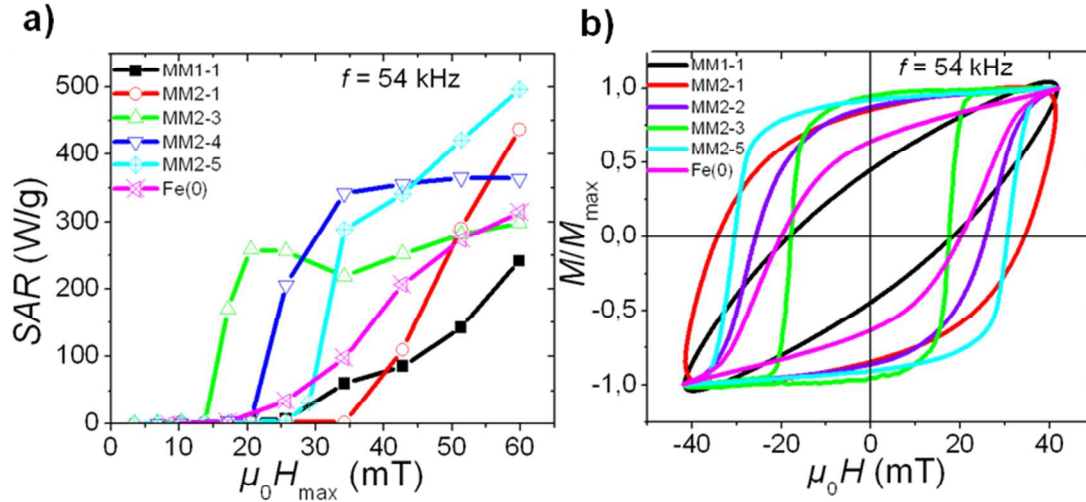 a)
SAR (W/g)
500
400
300
200
100
0
MM1-1
MM2-1
MM2-3
MM2-4
MM2-5
Fe(0)
f = 54 kHz
0 10 20 30 40 50 60
μ₀Hmax (mT)
b)
M/Mmax
1,0
0,5
0,0
-0,5
-1,0
MM1-1
MM2-1
MM2-2
MM2-3
MM2-5
Fe(0)
f = 54 kHz
-40 -20 0 20 40
μ₀H (mT)